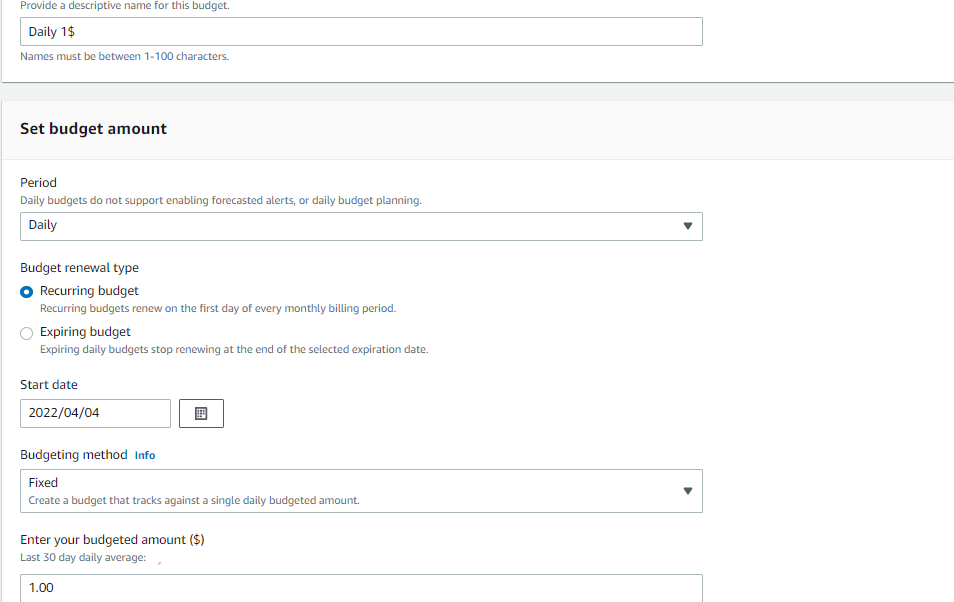 Provide a descriptive name for this budget.
Daily 1$
Names must be between 1-100 characters.
Set budget amount
Period
Daily budgets do not support enabling forecasted alerts, or daily budget planning.
Daily
Budget renewal type
Recurring budget
Recurring budgets renew on the first day of every monthly billing period.
Expiring budget
Expiring daily budgets stop renewing at the end of the selected expiration date.
Start date
2022/04/04
Budgeting method Info
Fixed
Create a budget that tracks against a single daily budgeted amount.
Enter your budgeted amount ($)
Last 30 day daily average:
1.00